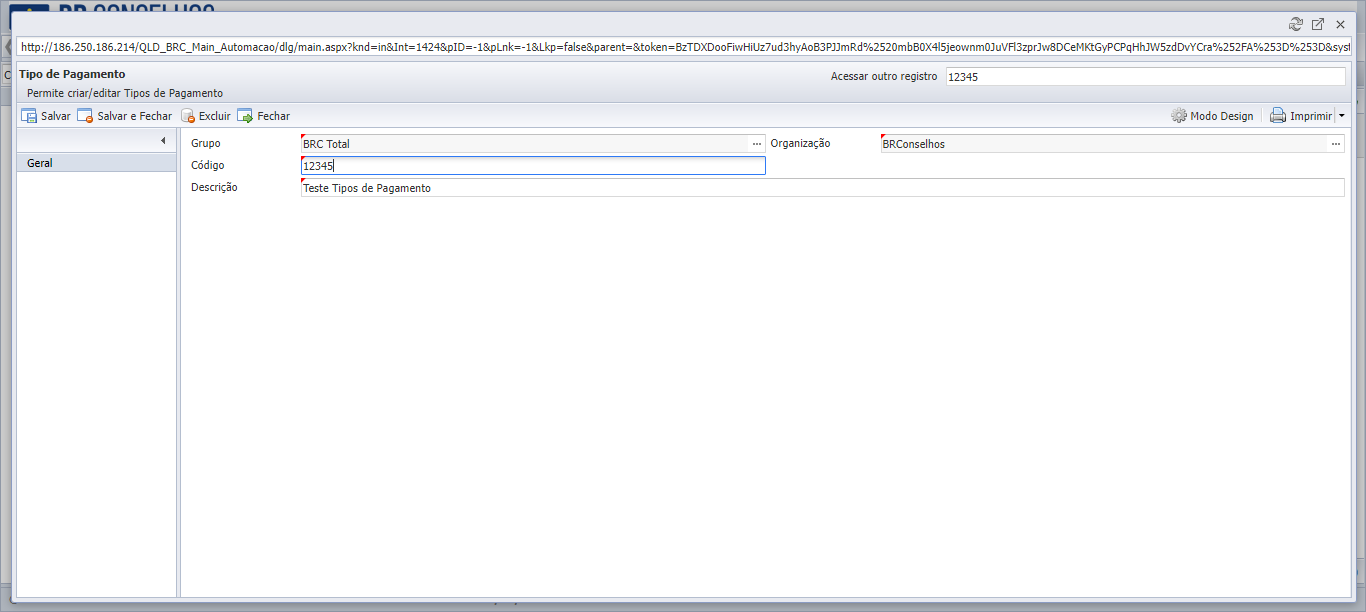 BR CONSELHOS
http://186.250.186.214/QLD_BRC_Main_Automacao/dlg/main.aspx?knd=in&Int=1424&pID=-1&pLnk=-1&Lkp=false&parent=&token=BzTDXDooFiwHiUz7ud3hyAoB3PJJmRd%2520mbB0X4l5jeownm0JuVFl3zprJw8DCeMKtGyPCPqHhJW5zdDvYCra%252FA%253D%253D&syst
Tipo de Pagamento
Acessar outro registro 12345
Permite criar/editar Tipos de Pagamento
Salvar Salvar e Fechar Excluir Fechar Modo Design Imprimir
Geral
Grupo BRC Total ... Organização BRConselhos ...
Código 12345
Descrição Teste Tipos de Pagamento